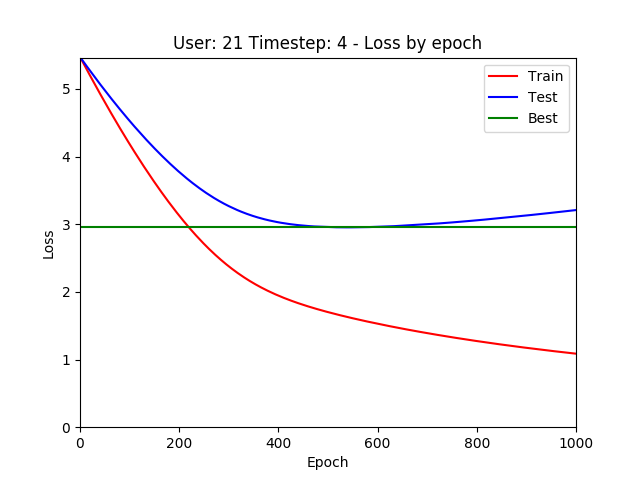 User: 21 Timestep: 4 - Loss by epoch
Train
Test
Best
5
4
3
2
1
0
Loss
0 200 400 600 800 1000
Epoch